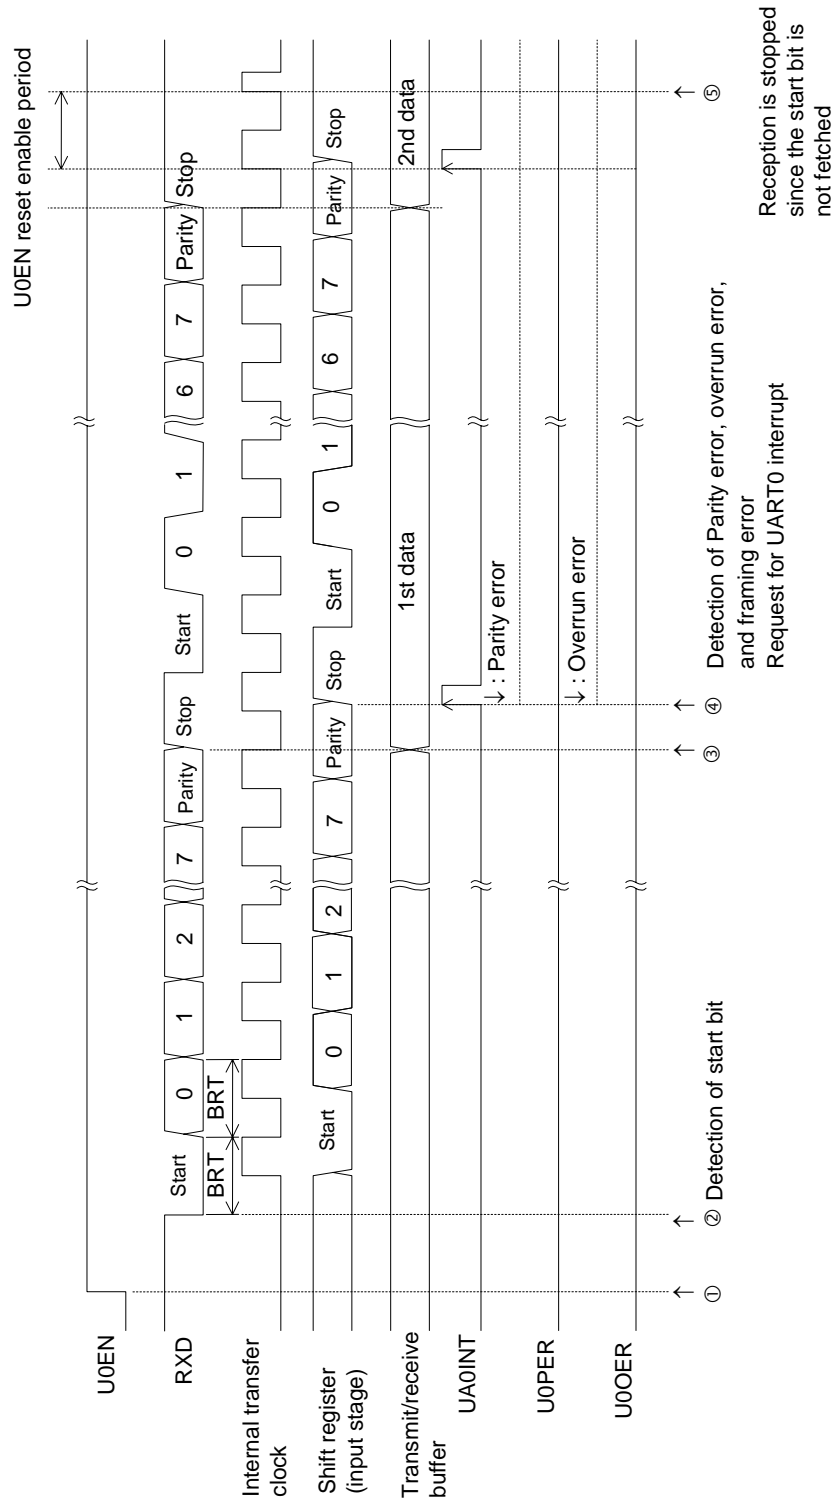 U0EN reset enable period
U0EN
RXD
Start
0
1
2
7
Parity
Stop
Start
0
1
6
7
Parity
Stop
BRT
BRT
Internal transfer
clock
Shift register
(input stage)
Start
0
1
2
7
Parity
Stop
Start
0
1
6
7
Parity
Stop
Transmit/receive
buffer
1st data
2nd data
UA0INT
↓ : Parity error
U0PER
↓ : Overrun error
U0OER
①
② Detection of start bit
③
④
Detection of Parity error, overrun error,
and framing error
Request for UART0 interrupt
⑤
Reception is stopped
since the start bit is
not fetched